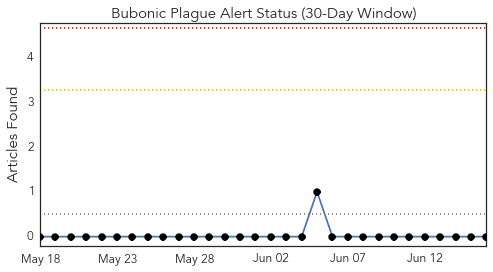 Bubonic Plague Alert Status (30-Day Window)
Articles Found
4
3
2
1
0
May 18
May 23
May 28
Jun 02
Jun 07
Jun 12